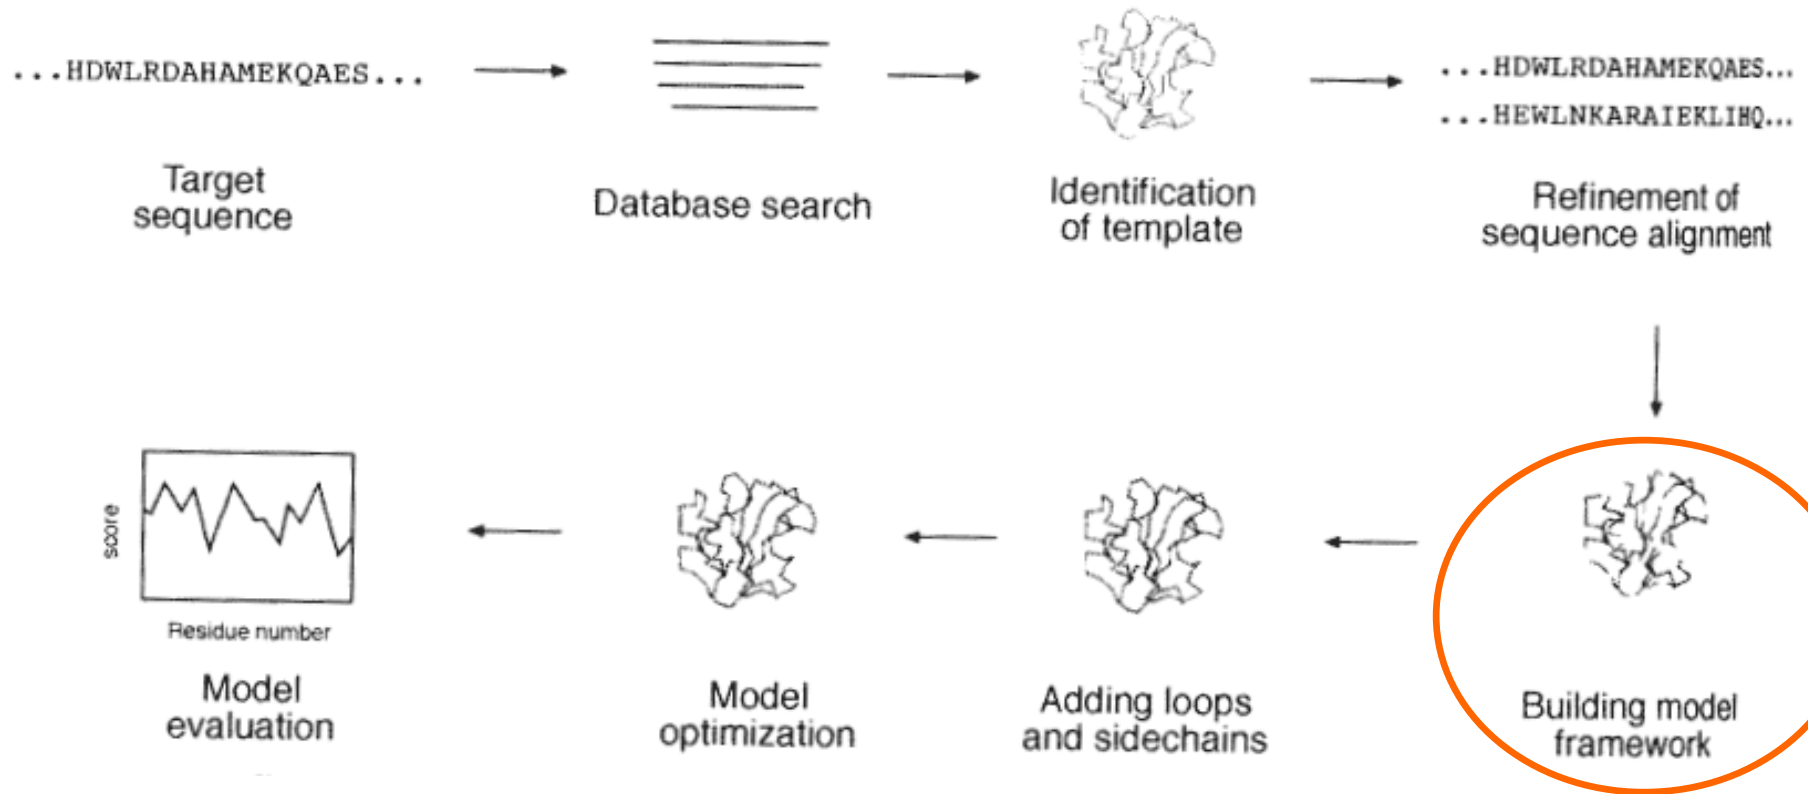 ...HDWLRDAHAMEKQAES...
Target
sequence
Database search
Identification
of template
...HDWLRDAHAMEKQAES...
...HEWLNKARAIEKLIHQ...
Refinement of
sequence alignment
score
Residue number
Model
evaluation
Model
optimization
Adding loops
and sidechains
Building model
framework